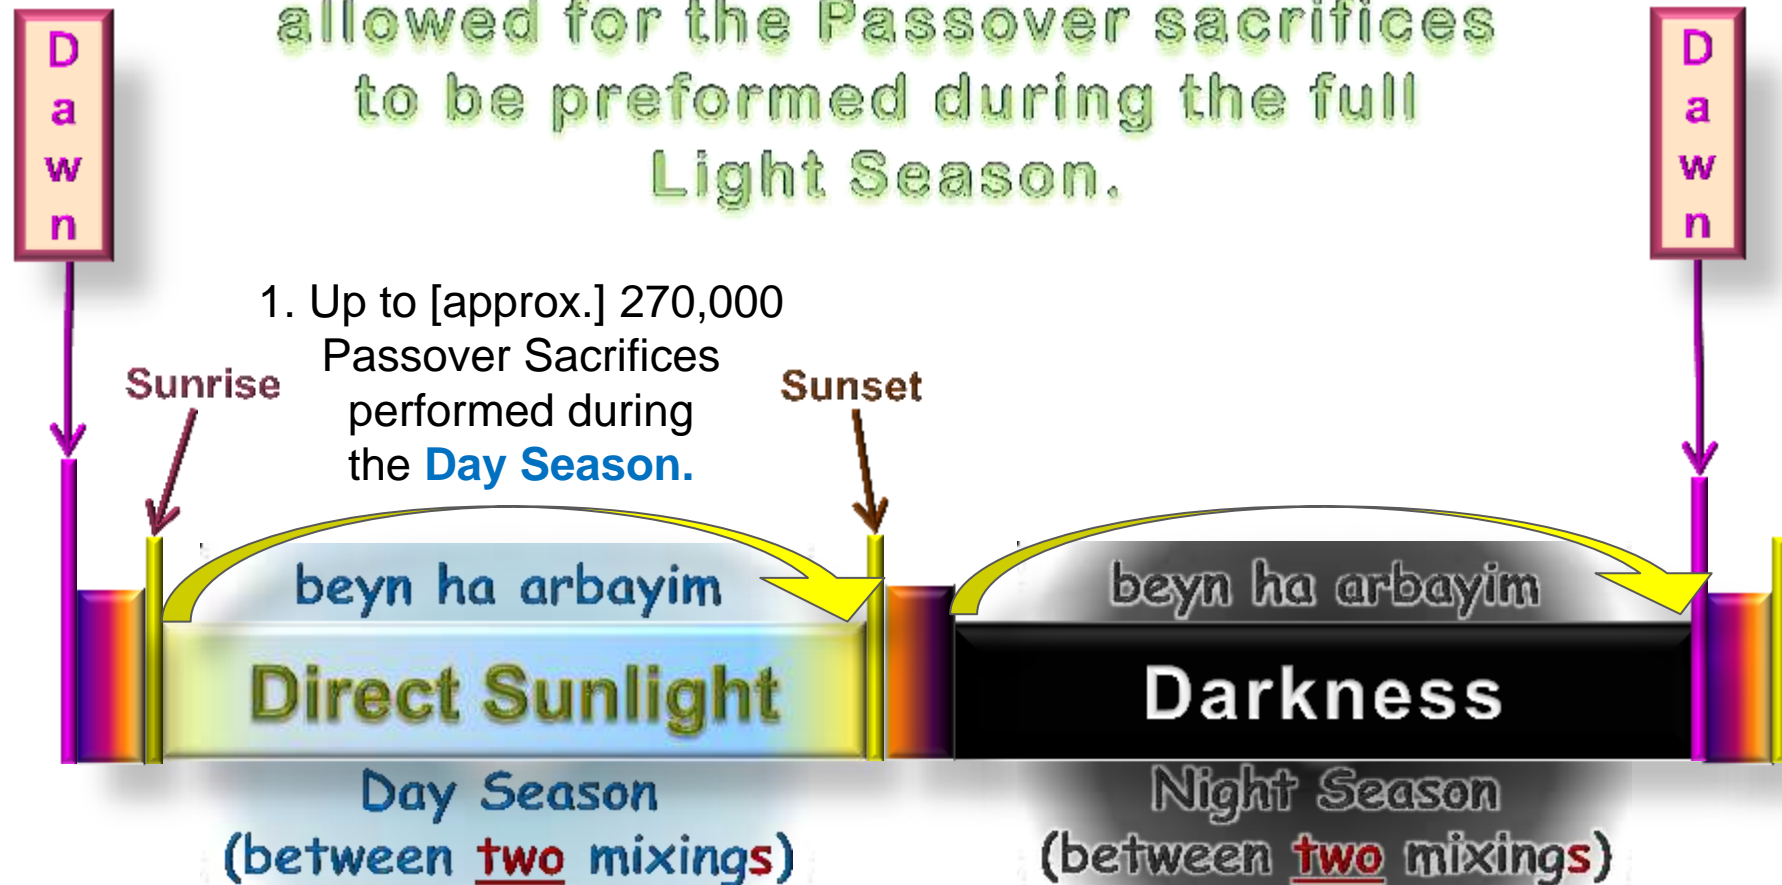 allowed for the Passover sacrifices
to be preformed during the full
Light Season.
Dawn
Dawn
1. Up to [approx.] 270,000
Passover Sacrifices
performed during
the Day Season.
Sunrise
Sunset
beyn ha arbayim
beyn ha arbayim
Direct Sunlight
Darkness
Day Season
(between two mixings)
Night Season
(between two mixings)